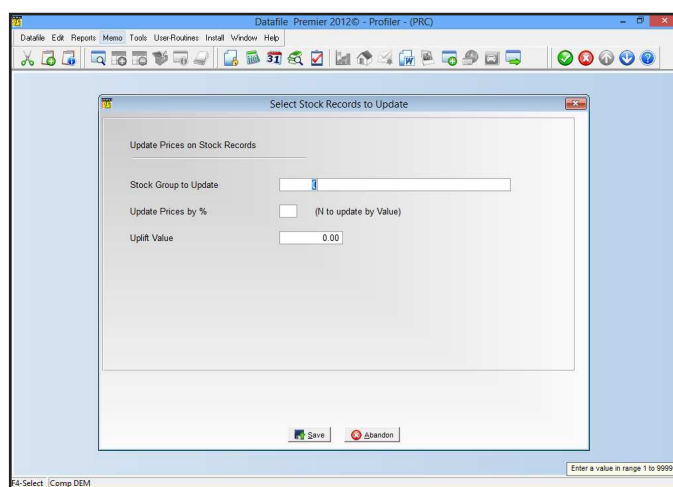 Datafile Premier 2012© - Profiler - (PRC)
Datafile Edit Reports Memo Tools User-Routines Install Window Help
Select Stock Records to Update
Update Prices on Stock Records
Stock Group to Update
Update Prices by % (N to update by Value)
Uplift Value 0.00
Save Abandon
Enter a value in range 1 to 9999
F4-Select Comp DEM